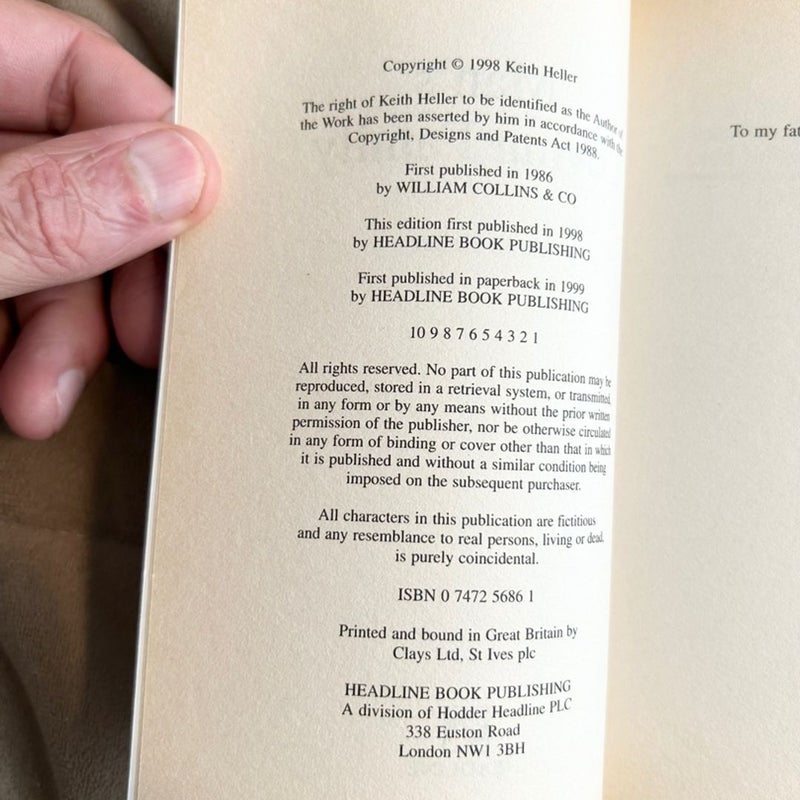 Copyright © 1998 Keith Heller
The right of Keith Heller to be identified as the Author of
the Work has been asserted by him in accordance with the
Copyright, Designs and Patents Act 1988.
First published in 1986
by WILLIAM COLLINS & CO
This edition first published in 1998
by HEADLINE BOOK PUBLISHING
First published in paperback in 1999
by HEADLINE BOOK PUBLISHING
10 9 8 7 6 5 4 3 2 1
All rights reserved. No part of this publication may be
reproduced, stored in a retrieval system, or transmitted,
in any form or by any means without the prior written
permission of the publisher, nor be otherwise circulated
in any form of binding or cover other than that in which
it is published and without a similar condition being
imposed on the subsequent purchaser.
All characters in this publication are fictitious
and any resemblance to real persons, living or dead,
is purely coincidental.
ISBN 0 7472 5686 1
Printed and bound in Great Britain by
Clays Ltd, St Ives plc
HEADLINE BOOK PUBLISHING
A division of Hodder Headline PLC
338 Euston Road
London NW1 3BH
To my